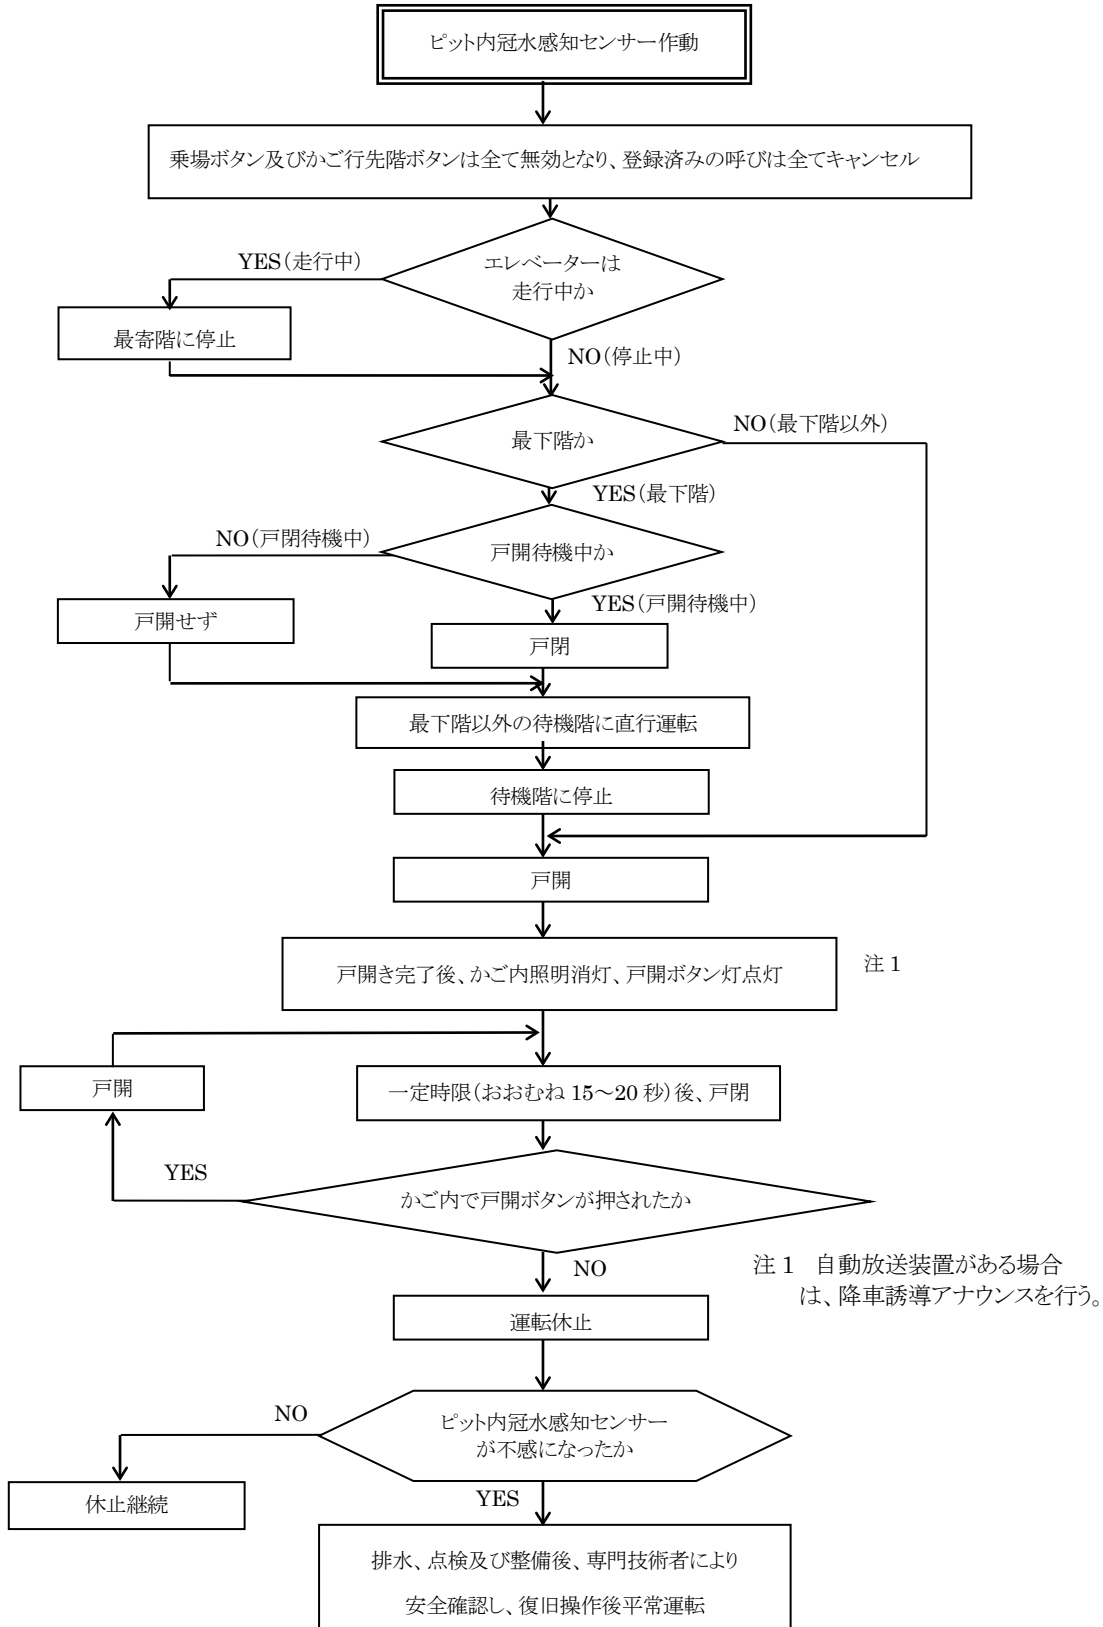 ピット内冠水感知センサー作動
乗場ボタン及びかご行先階ボタンは全て無効となり、登録済みの呼びは全てキャンセル
エレベーターは
走行中か
YES(走行中)
最寄階に停止
NO(停止中)
最下階か
NO(最下階以外)
YES(最下階)
戸開待機中か
NO(戸閉待機中)
YES(戸開待機中)
戸開せず
戸閉
最下階以外の待機階に直行運転
待機階に停止
戸開
戸開き完了後、かご内照明消灯、戸開ボタン灯点灯
注 1
戸開
一定時限(おおむね 15～20 秒)後、戸閉
YES
かご内で戸開ボタンが押されたか
NO
注 1 自動放送装置がある場合
は、降車誘導アナウンスを行う。
運転休止
ピット内冠水感知センサー
が不感になったか
NO
休止継続
YES
排水、点検及び整備後、専門技術者により
安全確認し、復旧操作後平常運転